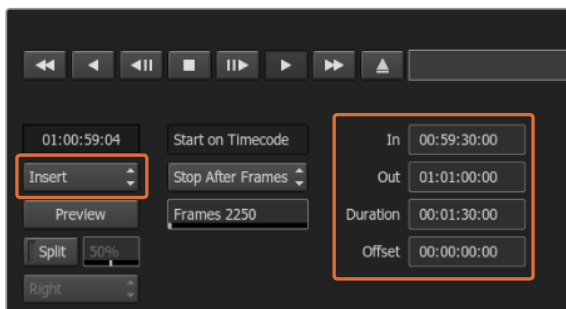 01:00:59:04
Start on Timecode
In 00:59:30:00
Insert
Stop After Frames
Out 01:01:00:00
Preview
Frames 2250
Duration 00:01:30:00
Split 50%
Offset 00:00:00:00
Right